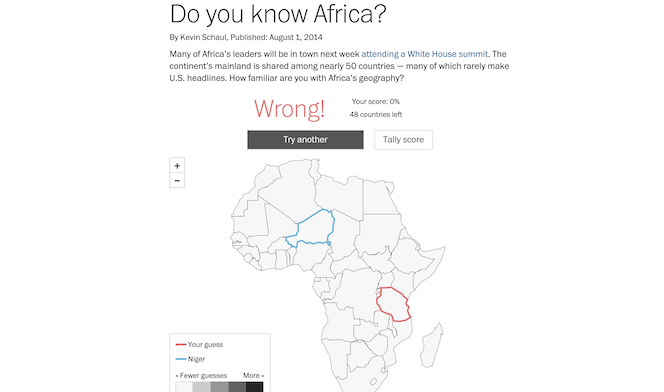 Do you know Africa?
By Kevin Schaul, Published: August 1, 2014
Many of Africa's leaders will be in town next week attending a White House summit. The
continent's mainland is shared among nearly 50 countries — many of which rarely make
U.S. headlines. How familiar are you with Africa's geography?
Wrong!
Your score: 0%
48 countries left
Try another
Tally score
+
−
Your guess
Niger
« Fewer guesses More »